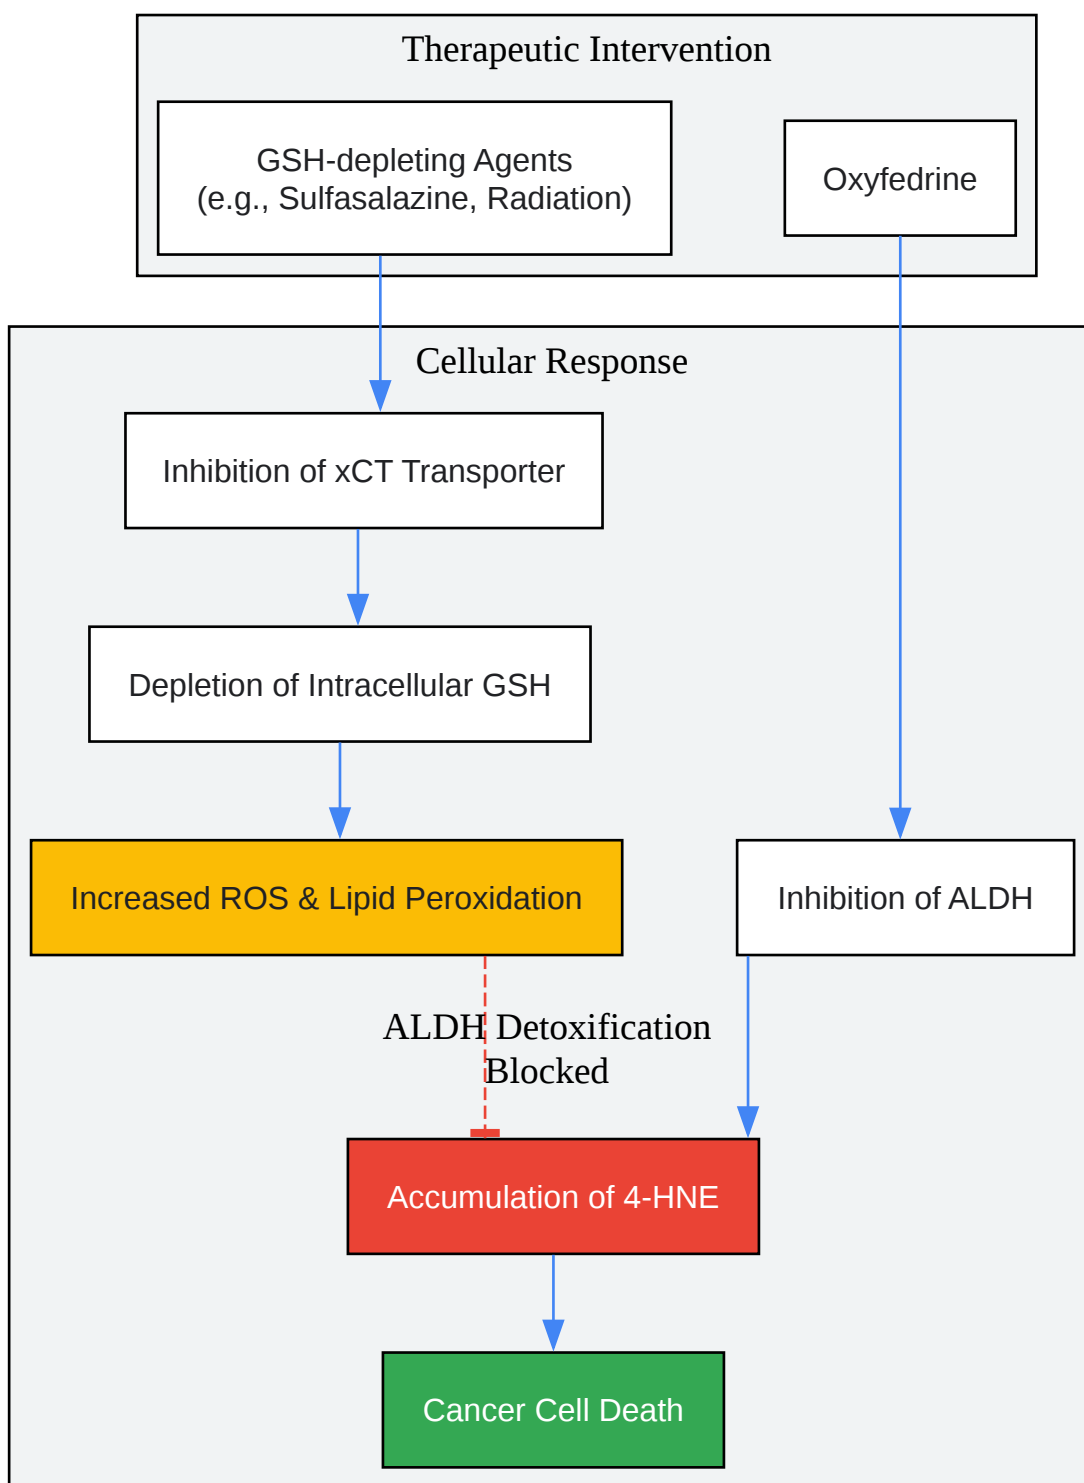 Therapeutic Intervention
GSH-depleting Agents
(e.g., Sulfasalazine, Radiation)
Oxyfedrine
Cellular Response
Inhibition of xCT Transporter
Depletion of Intracellular GSH
Increased ROS & Lipid Peroxidation
Inhibition of ALDH
ALDH Detoxification
Blocked
Accumulation of 4-HNE
Cancer Cell Death